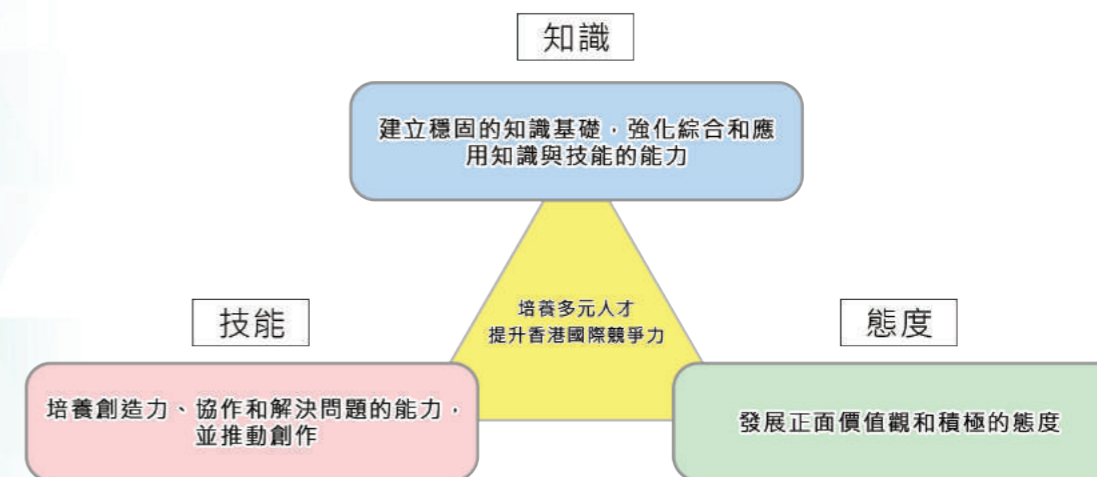 知識
建立穩固的知識基礎，強化綜合和應
用知識與技能的能力
培養多元人才
提升香港國際競爭力
技能
培養創造力、協作和解決問題的能力，
並推動創作
態度
發展正面價值觀和積極的態度